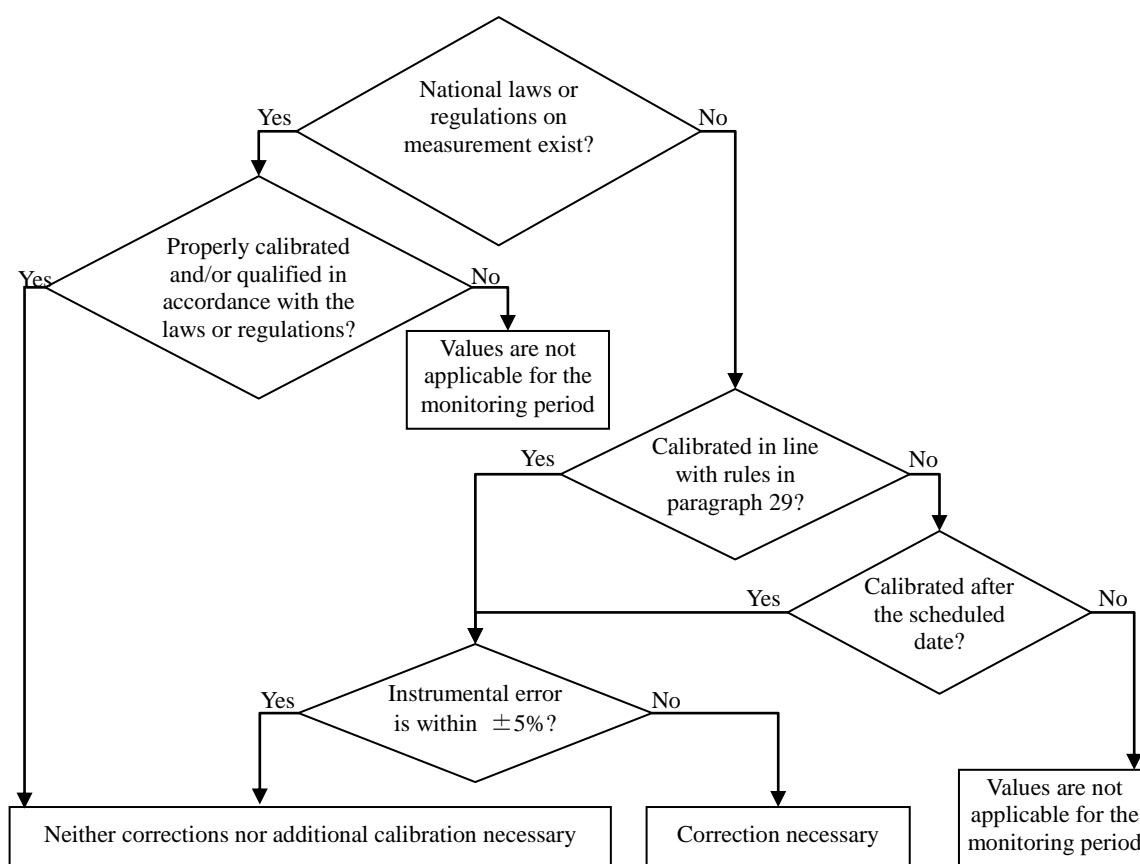 National laws or
regulations on
measurement exist?
Yes
No
Properly calibrated
and/or qualified in
accordance with the
laws or regulations?
Yes
No
Values are not
applicable for the
monitoring period
Calibrated in line
with rules in
paragraph 29?
Yes
No
Calibrated after
the scheduled
date?
Yes
No
Instrumental error
is within ±5%?
Yes
No
Neither corrections nor additional calibration necessary
Correction necessary
Values are not
applicable for the
monitoring period